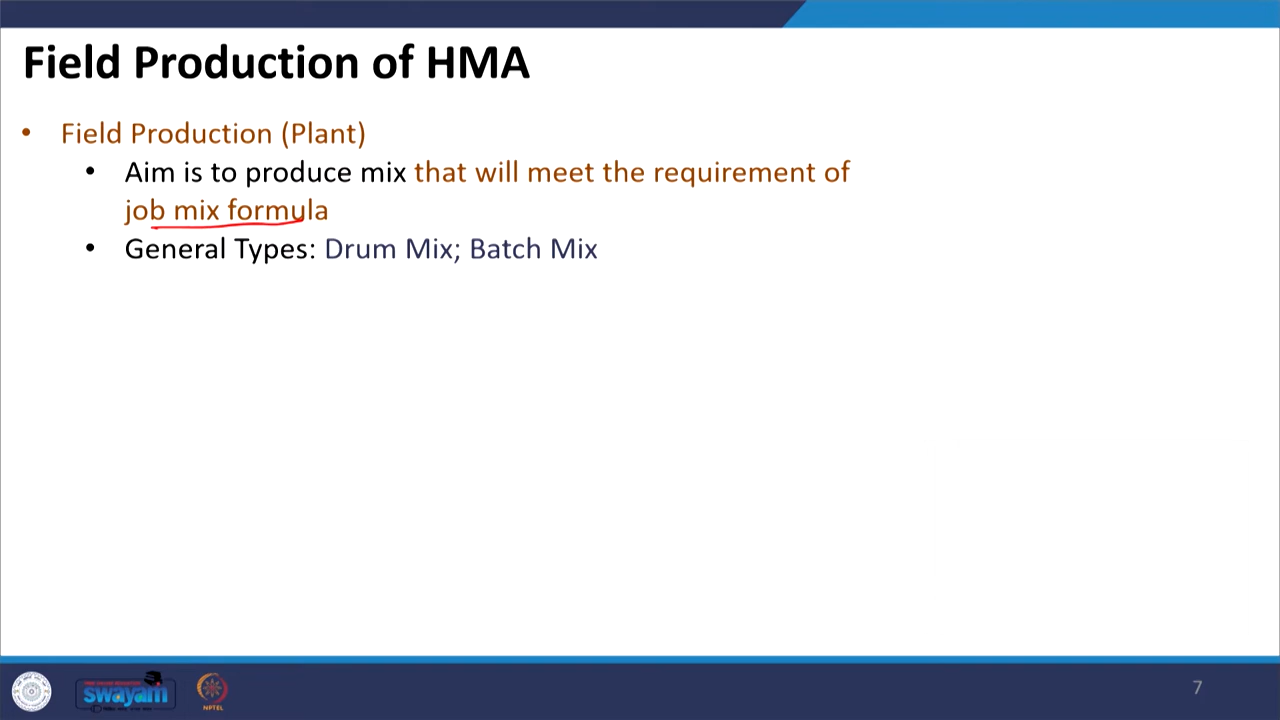 Field Production of HMA
• Field Production (Plant)
• Aim is to produce mix that will meet the requirement of
job mix formula
• General Types: Drum Mix; Batch Mix
swayam
NPTEL
7